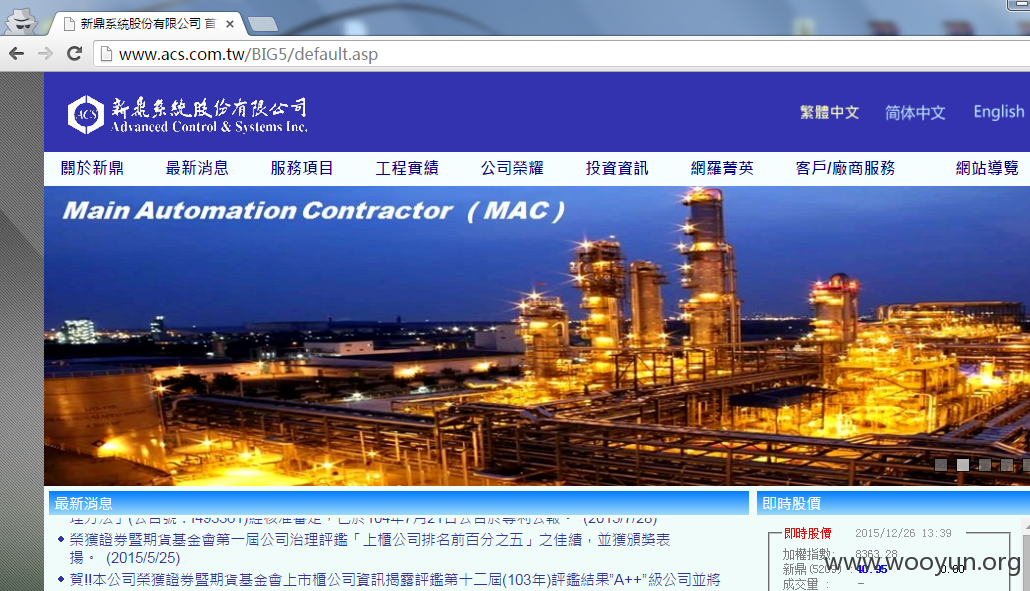 新鼎系統股份有限公司 首
www.acs.com.tw/BIG5/default.asp
ACS 新鼎系統股份有限公司
Advanced Control & Systems Inc.
繁體中文 简体中文 English
關於新鼎 最新消息 服務項目 工程實績 公司榮耀 投資資訊 網羅菁英 客戶/廠商服務 網站導覽
Main Automation Contractor ( MAC )
最新消息
(2015/7/28)
榮獲證券暨期貨基金會第一屆公司治理評鑑「上櫃公司排名前百分之五」之佳績，並獲頒獎表
揚。 (2015/5/25)
賀!!本公司榮獲證券暨期貨基金會上市櫃公司資訊揭露評鑑第十二屆(103年)評鑑結果"A++"級公司並將
即時股價
即時股價 2015/12/26 13:39
加權指數: 8363.28
新鼎(5209) :
成交量 : -
www.wooyun.org